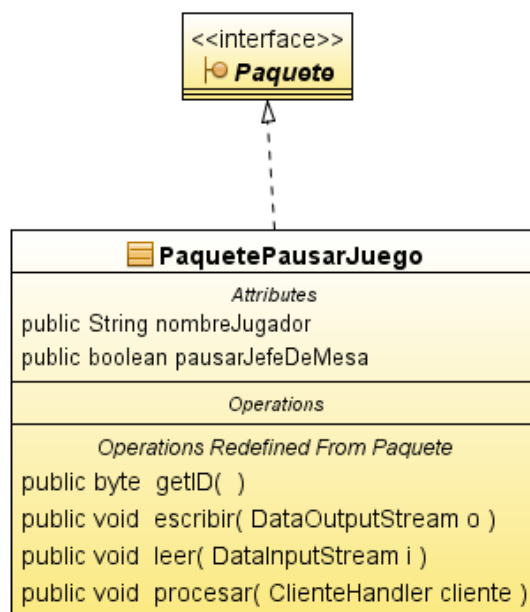 <<interface>>
Paquete
PaquetePausarJuego
Attributes
public String nombreJugador
public boolean pausarJefeDeMesa
Operations
Operations Redefined From Paquete
public byte getID( )
public void escribir( DataOutputStream o )
public void leer( DataInputStream i )
public void procesar( ClienteHandler cliente )